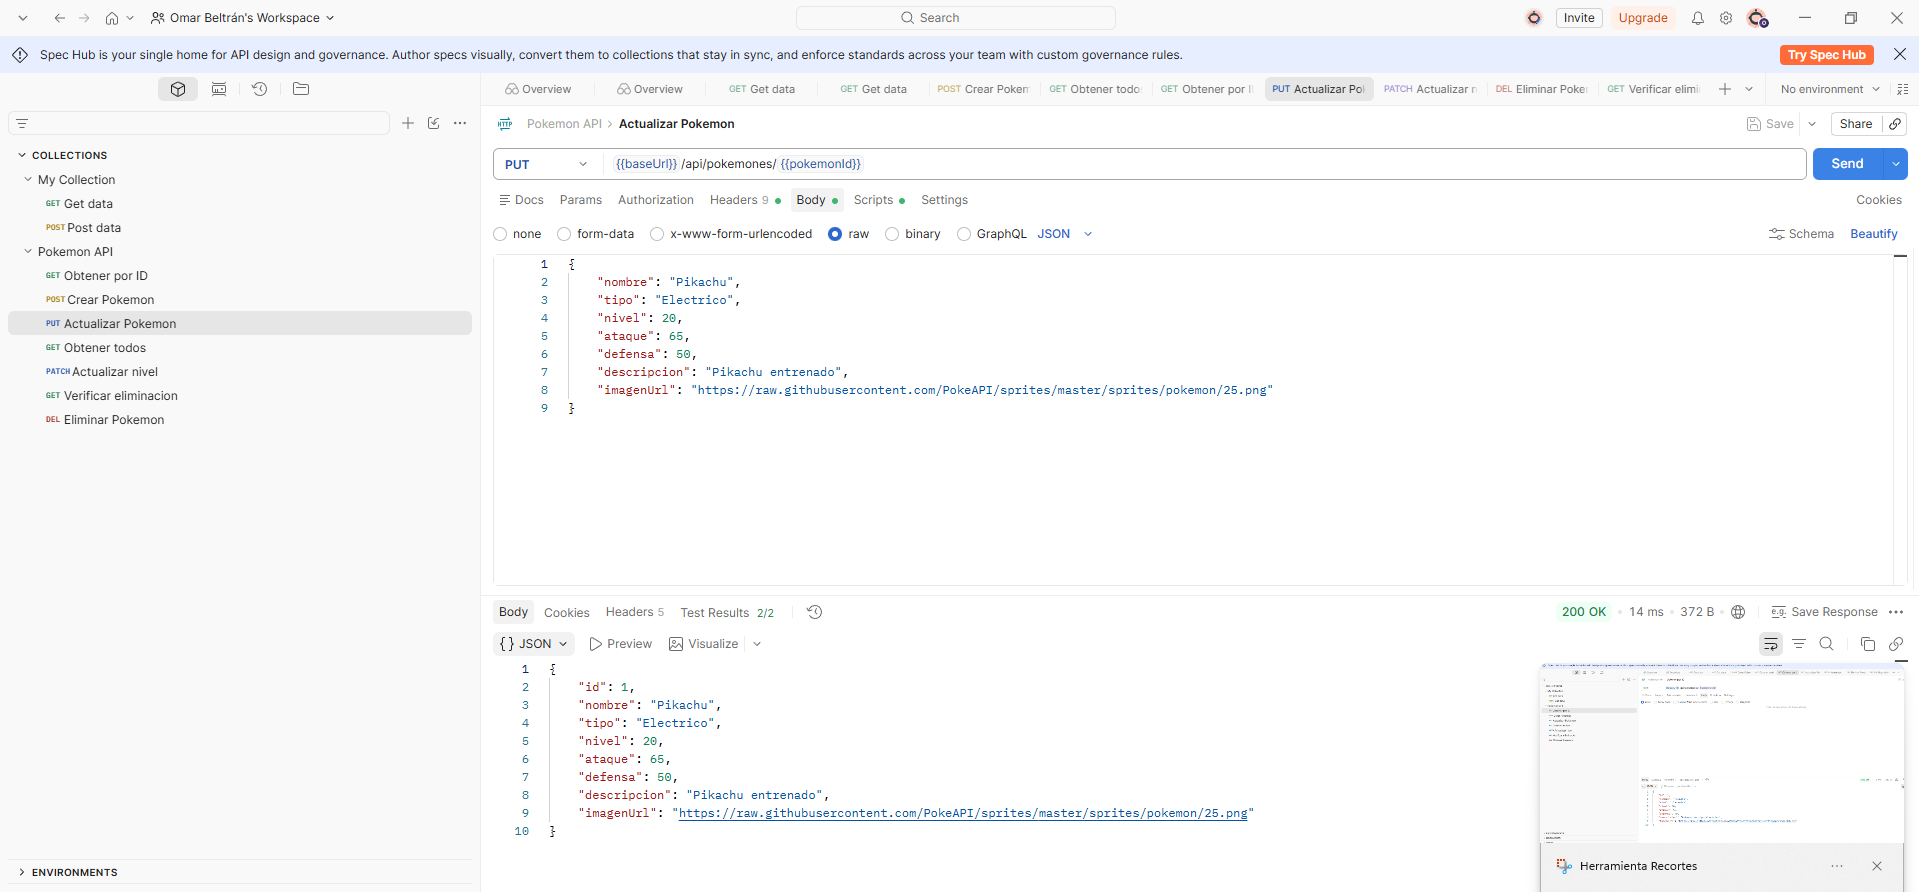 Omar Beltrán's Workspace
Search
Invite
Upgrade
Spec Hub is your single home for API design and governance. Author specs visually, convert them to collections that stay in sync, and enforce standards across your team with custom governance rules.
Try Spec Hub
Overview
Overview
GET Get data
GET Get data
POST Crear Pokem
GET Obtener todo
GET Obtener por I
PUT Actualizar Po
PATCH Actualizar n
DEL Eliminar Poke
GET Verificar elimi
No environment
COLLECTIONS
My Collection
GET Get data
POST Post data
Pokemon API
GET Obtener por ID
POST Crear Pokemon
PUT Actualizar Pokemon
GET Obtener todos
PATCH Actualizar nivel
GET Verificar eliminacion
DEL Eliminar Pokemon
ENVIRONMENTS
HTTP Pokemon API > Actualizar Pokemon
Save
Share
PUT
{{baseUrl}} /api/pokemones/ {{pokemonId}}
Send
Docs Params Authorization Headers 9 Body Scripts Settings
Cookies
none form-data x-www-form-urlencoded raw binary GraphQL JSON
Schema Beautify
1 {
2 "nombre": "Pikachu",
3 "tipo": "Electrico",
4 "nivel": 20,
5 "ataque": 65,
6 "defensa": 50,
7 "descripcion": "Pikachu entrenado",
8 "imagenUrl": "https://raw.githubusercontent.com/PokeAPI/sprites/master/sprites/pokemon/25.png"
9 }
Body Cookies Headers 5 Test Results 2/2
200 OK • 14 ms • 372 B
e.g. Save Response
{} JSON Preview Visualize
1 {
2 "id": 1,
3 "nombre": "Pikachu",
4 "tipo": "Electrico",
5 "nivel": 20,
6 "ataque": 65,
7 "defensa": 50,
8 "descripcion": "Pikachu entrenado",
9 "imagenUrl": "https://raw.githubusercontent.com/PokeAPI/sprites/master/sprites/pokemon/25.png"
10 }
Herramienta Recortes